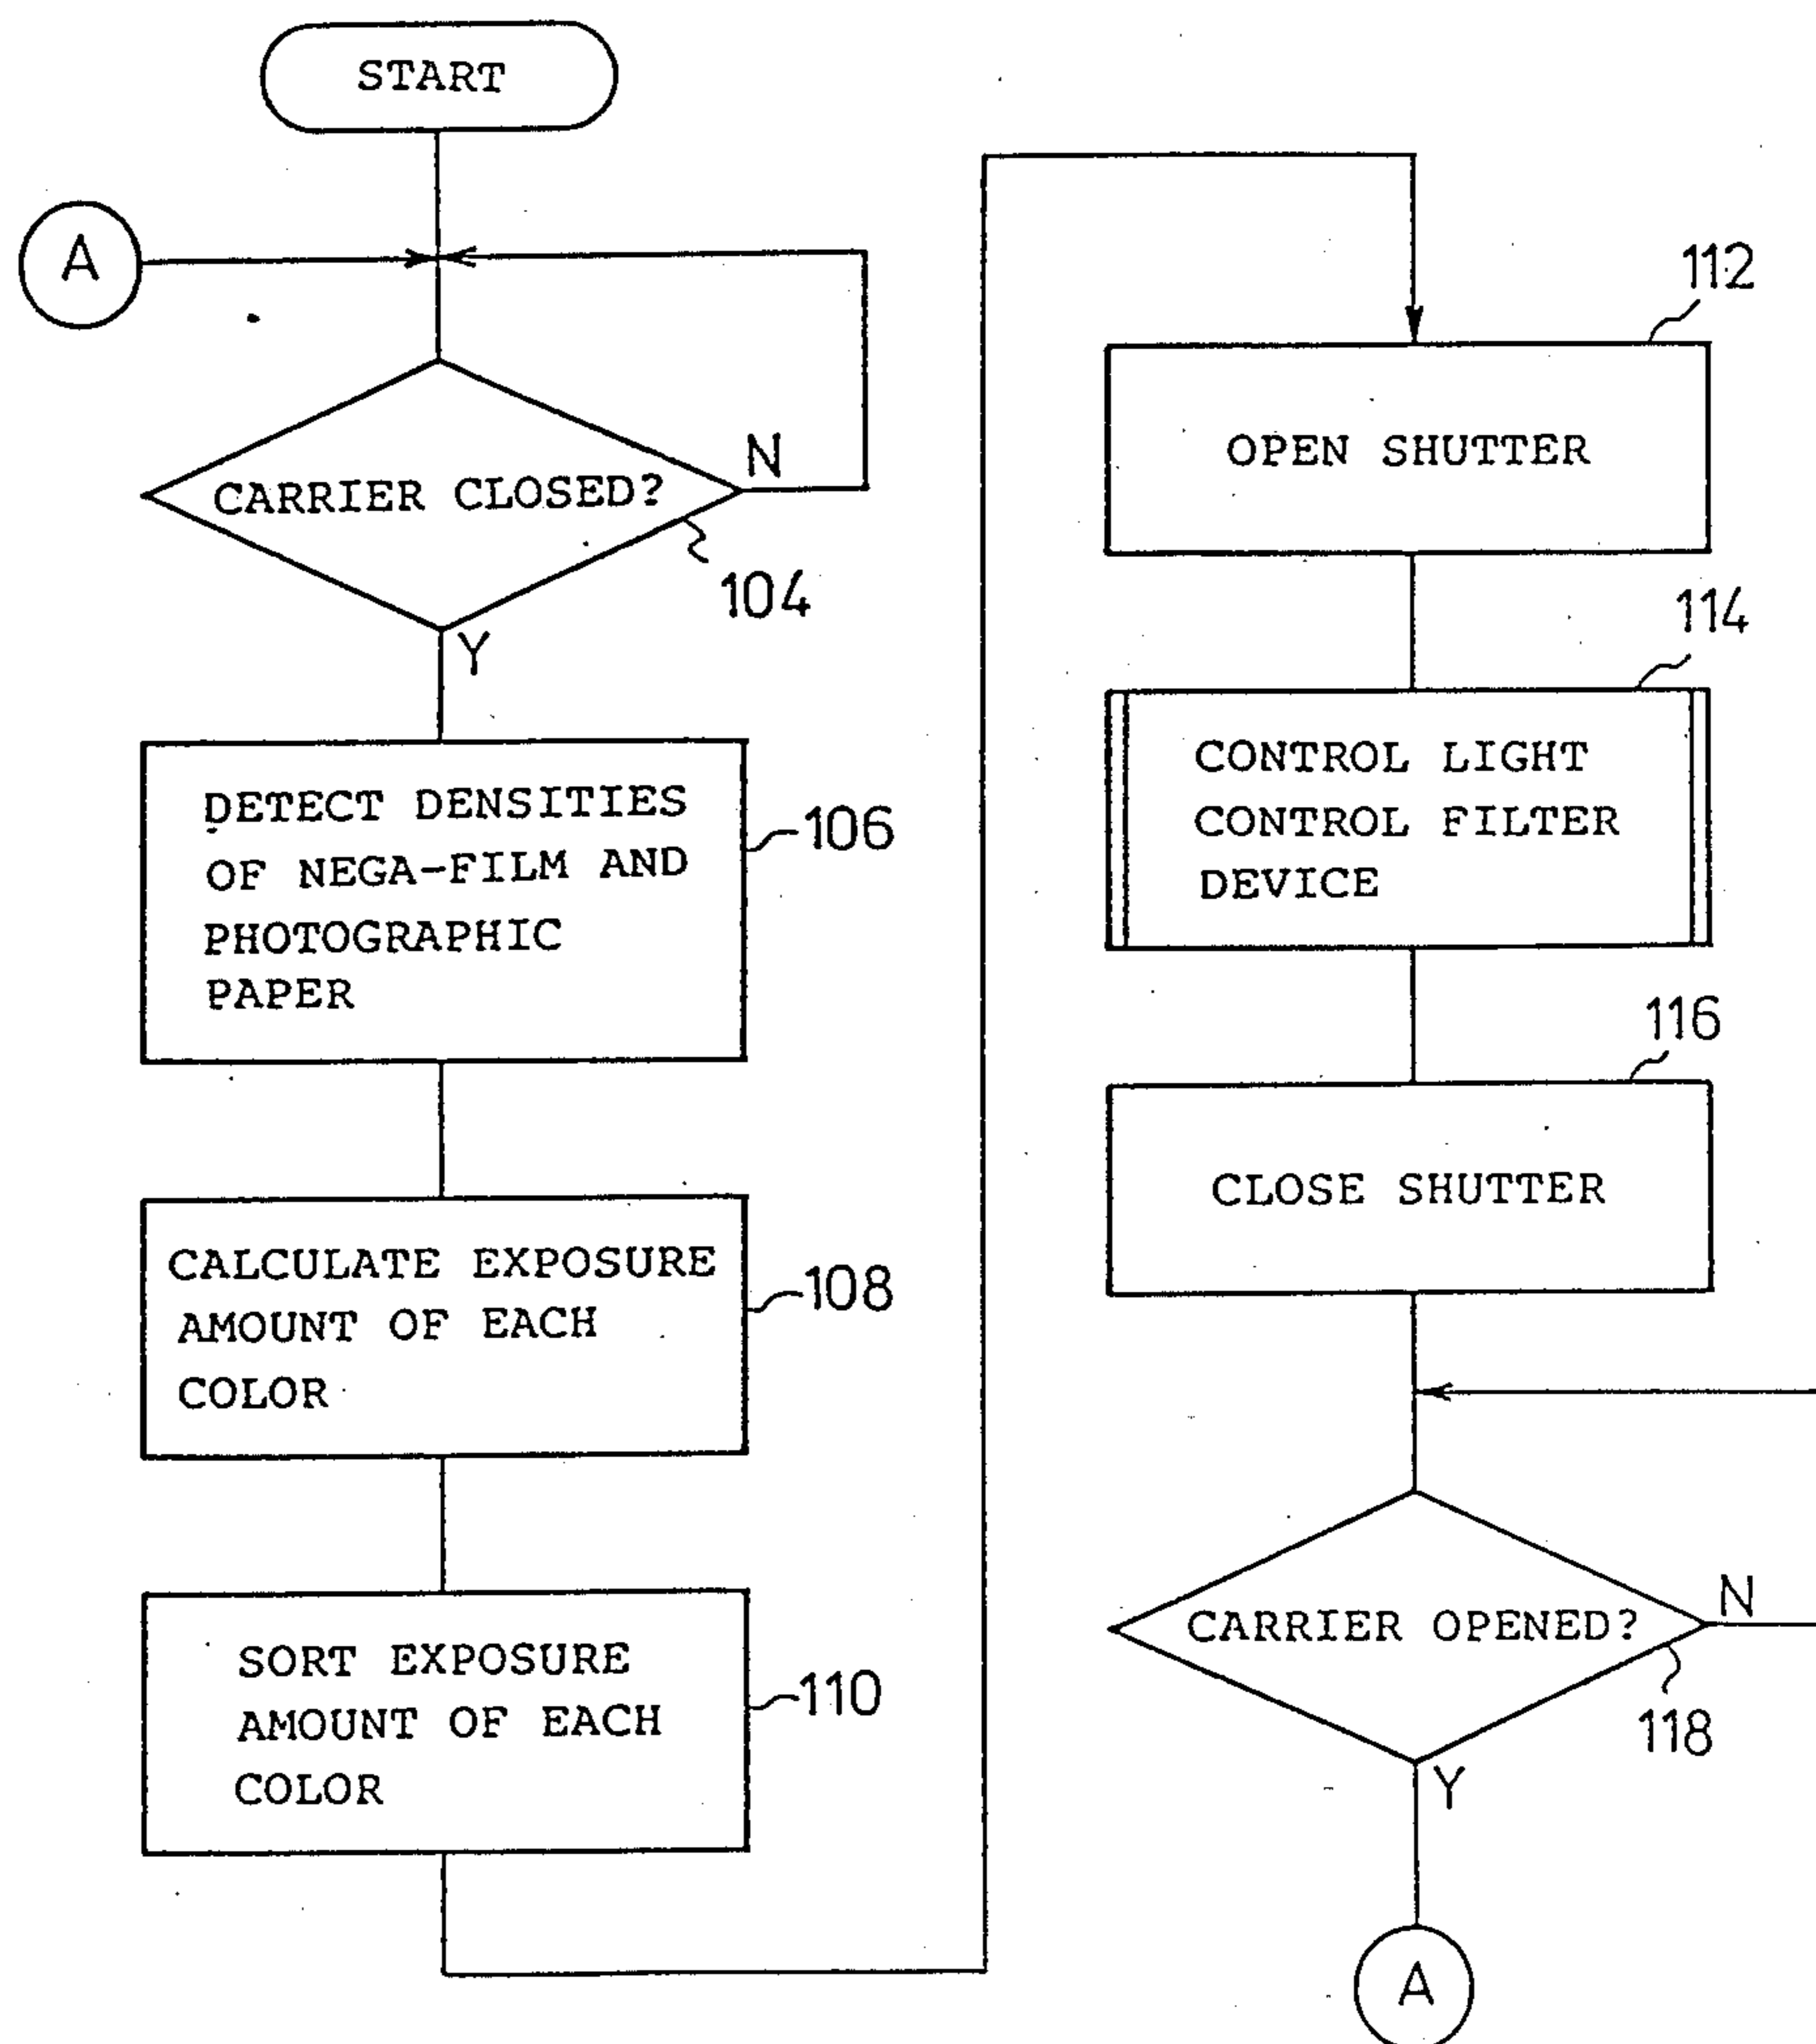 START
A
CARRIER CLOSED?
N
104
Y
DETECT DENSITIES
OF NEGA-FILM AND
PHOTOGRAPHIC
PAPER
106
CALCULATE EXPOSURE
AMOUNT OF EACH
COLOR
108
SORT EXPOSURE
AMOUNT OF EACH
COLOR
110
112
OPEN SHUTTER
114
CONTROL LIGHT
CONTROL FILTER
DEVICE
116
CLOSE SHUTTER
CARRIER OPENED?
N
118
Y
A